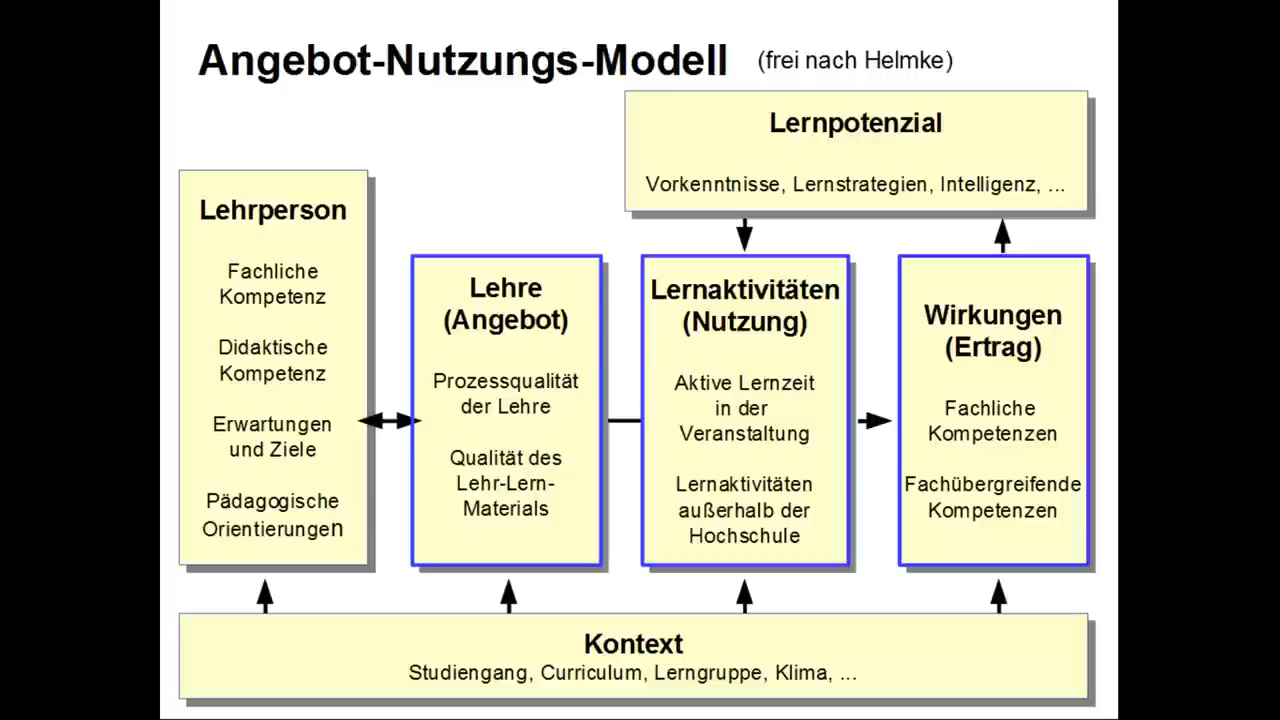 Angebot-Nutzungs-Modell (frei nach Helmke)
Lernpotenzial
Vorkenntnisse, Lernstrategien, Intelligenz, ...
Lehrperson
Fachliche
Kompetenz
Didaktische
Kompetenz
Erwartungen
und Ziele
Pädagogische
Orientierungen
Lehre
(Angebot)
Prozessqualität
der Lehre
Qualität des
Lehr-Lern-
Materials
Lernaktivitäten
(Nutzung)
Aktive Lernzeit
in der
Veranstaltung
Lernaktivitäten
außerhalb der
Hochschule
Wirkungen
(Ertrag)
Fachliche
Kompetenzen
Fachübergreifende
Kompetenzen
Kontext
Studiengang, Curriculum, Lerngruppe, Klima, ...